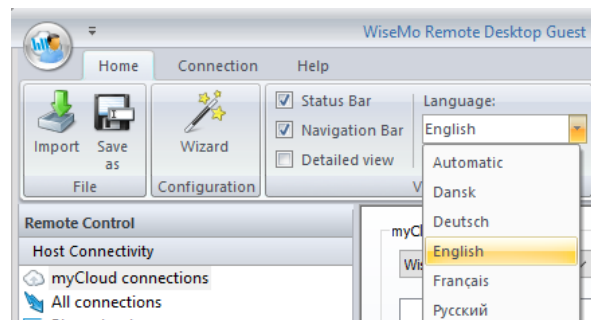 WiseMo Remote Desktop Guest
Home Connection Help
Import
Save as
File
Wizard
Configuration
Status Bar
Navigation Bar
Detailed view
Language:
English
Automatic
Dansk
Deutsch
English
Français
Русский
Remote Control
Host Connectivity
myCloud connections
All connections